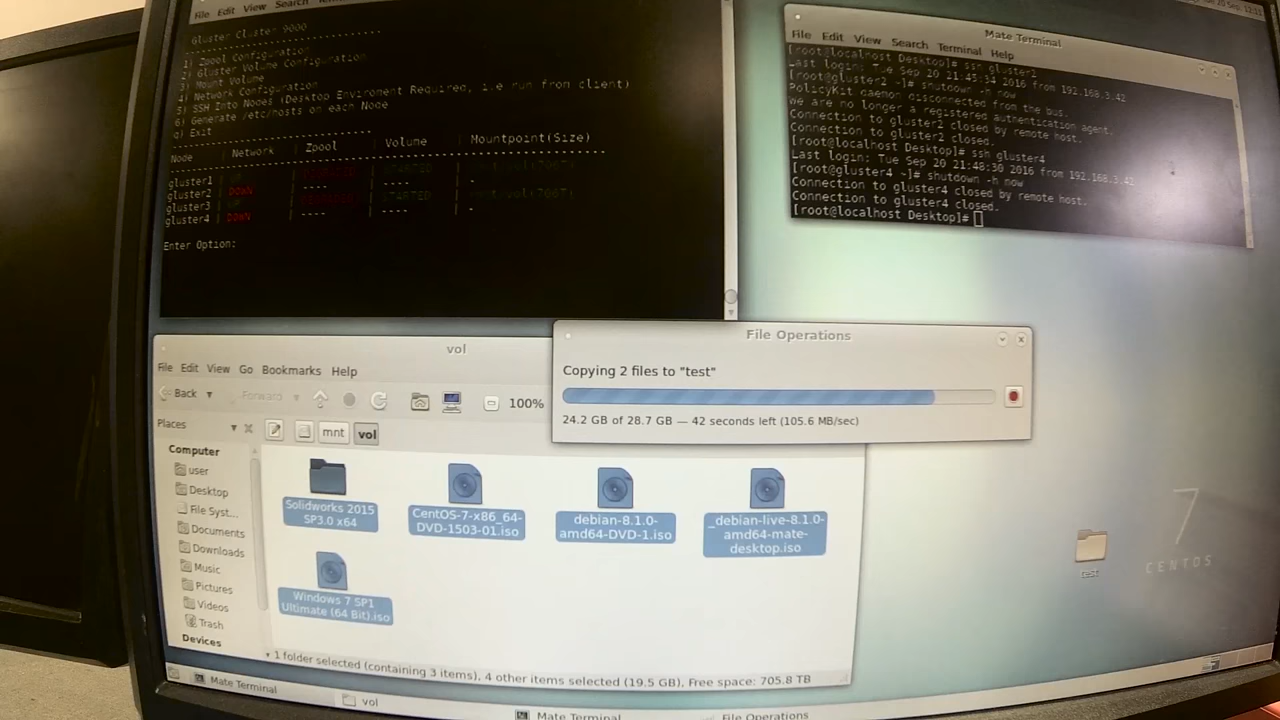 File Edit View Search
Gluster Cluster 9000
1) Zpool Configuration
2) Gluster Volume Configuration
3) Mount Volume
4) Network Configuration
5) SSH Into Nodes (Desktop Enviroment Required, i.e run from client)
6) Generate /etc/hosts on each Node
q) Exit
Node | Network | Zpool | Volume | Mountpoint(Size)
gluster1
gluster2 | DOWN | ---- | ---- | -
gluster3
gluster4 | DOWN | ---- | ---- | -
Enter Option:
Mate Terminal
File Edit View Search Terminal Help
[root@localhost Desktop]# ssh gluster2
Last login: Tue Sep 20 21:45:34 2016 from 192.168.3.42
[root@gluster2 ~]# shutdown -h now
PolicyKit daemon disconnected from the bus.
We are no longer a registered authentication agent.
Connection to gluster2 closed by remote host.
Connection to gluster2 closed.
[root@localhost Desktop]# ssh gluster4
Last login: Tue Sep 20 21:48:30 2016 from 192.168.3.42
[root@gluster4 ~]# shutdown -h now
Connection to gluster4 closed by remote host.
Connection to gluster4 closed.
[root@localhost Desktop]#
File Operations
Copying 2 files to "test"
24.2 GB of 28.7 GB — 42 seconds left (105.6 MB/sec)
vol
File Edit View Go Bookmarks Help
Back Forward 100%
Places mnt vol
Computer
user
Desktop
File Syst...
Documents
Downloads
Music
Pictures
Videos
Trash
Devices
Solidworks 2015
SP3.0 x64
CentOS-7-x86_64-
DVD-1503-01.iso
debian-8.1.0-
amd64-DVD-1.iso
_debian-live-8.1.0-
amd64-mate-
desktop.iso
Windows 7 SP1
Ultimate (64 Bit).iso
1 folder selected (containing 3 items), 4 other items selected (19.5 GB), Free space: 705.8 TB
test
7
CENTOS
Mate Terminal
vol
Mate Terminal
File Operations